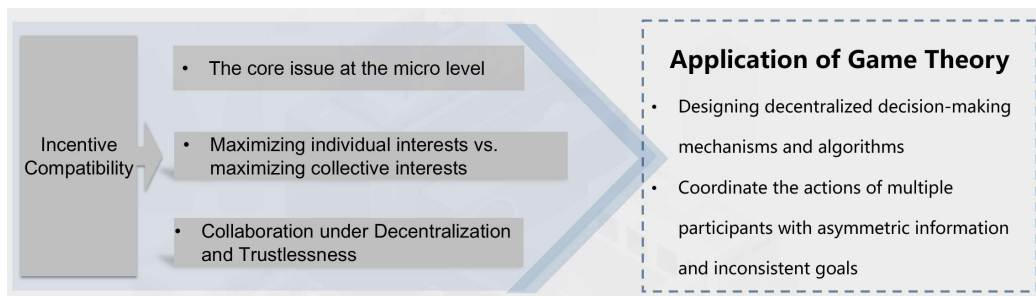 Incentive
Compatibility
• The core issue at the micro level
• Maximizing individual interests vs.
maximizing collective interests
• Collaboration under Decentralization
and Trustlessness
Application of Game Theory
• Designing decentralized decision-making
mechanisms and algorithms
• Coordinate the actions of multiple
participants with asymmetric information
and inconsistent goals